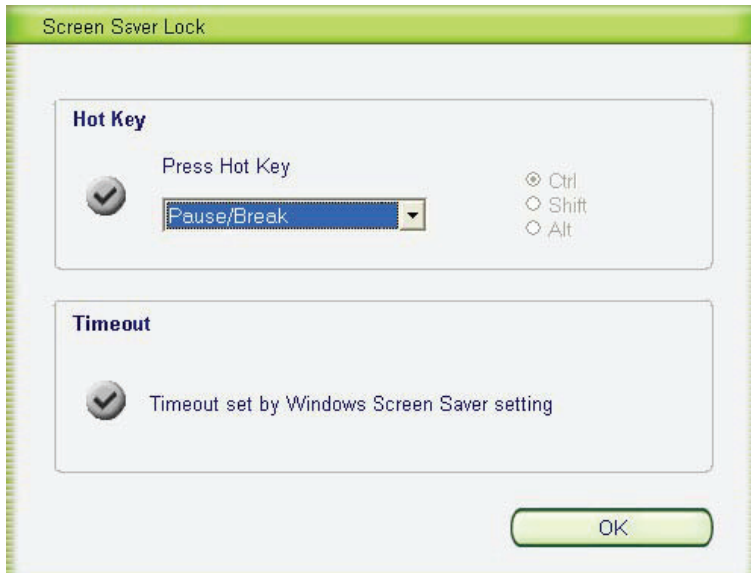 Screen Saver Lock
Hot Key
Press Hot Key
Pause/Break
Ctrl
Shift
Alt
Timeout
Timeout set by Windows Screen Saver setting
OK